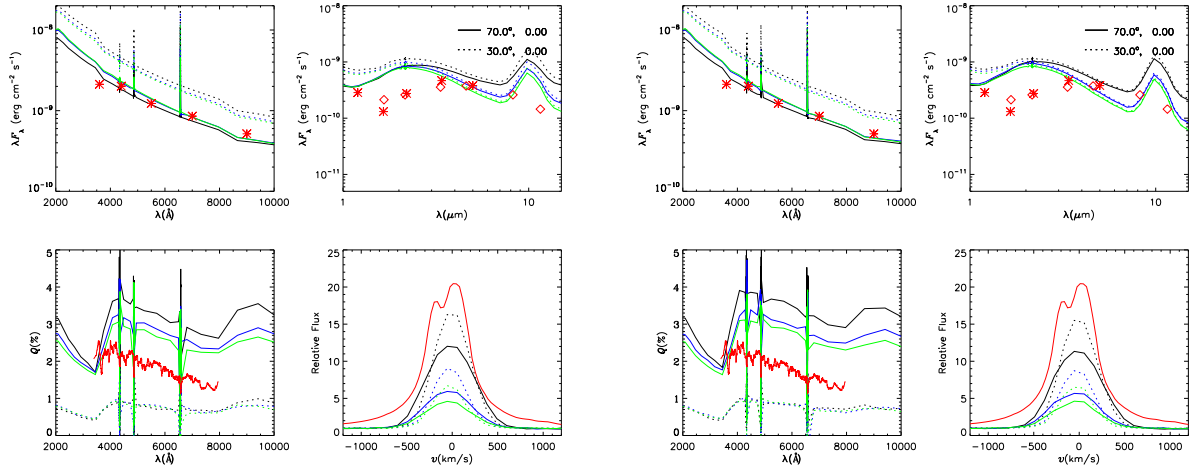 10⁻⁸
10⁻⁹
10⁻¹⁰
λF_λ (erg cm⁻² s⁻¹)
2000 4000 6000 8000 10000
λ(Å)
10⁻⁸
10⁻⁹
10⁻¹⁰
10⁻¹¹
λF_λ (erg cm⁻² s⁻¹)
70.0°, 0.00
30.0°, 0.00
1 10
λ(μm)
10⁻⁸
10⁻⁹
10⁻¹⁰
λF_λ (erg cm⁻² s⁻¹)
2000 4000 6000 8000 10000
λ(Å)
10⁻⁸
10⁻⁹
10⁻¹⁰
10⁻¹¹
λF_λ (erg cm⁻² s⁻¹)
70.0°, 0.00
30.0°, 0.00
1 10
λ(μm)
5
4
3
2
1
0
Q(%)
2000 4000 6000 8000 10000
λ(Å)
25
20
15
10
5
0
Relative Flux
-1000 -500 0 500 1000
v(km/s)
5
4
3
2
1
0
Q(%)
2000 4000 6000 8000 10000
λ(Å)
25
20
15
10
5
0
Relative Flux
-1000 -500 0 500 1000
v(km/s)